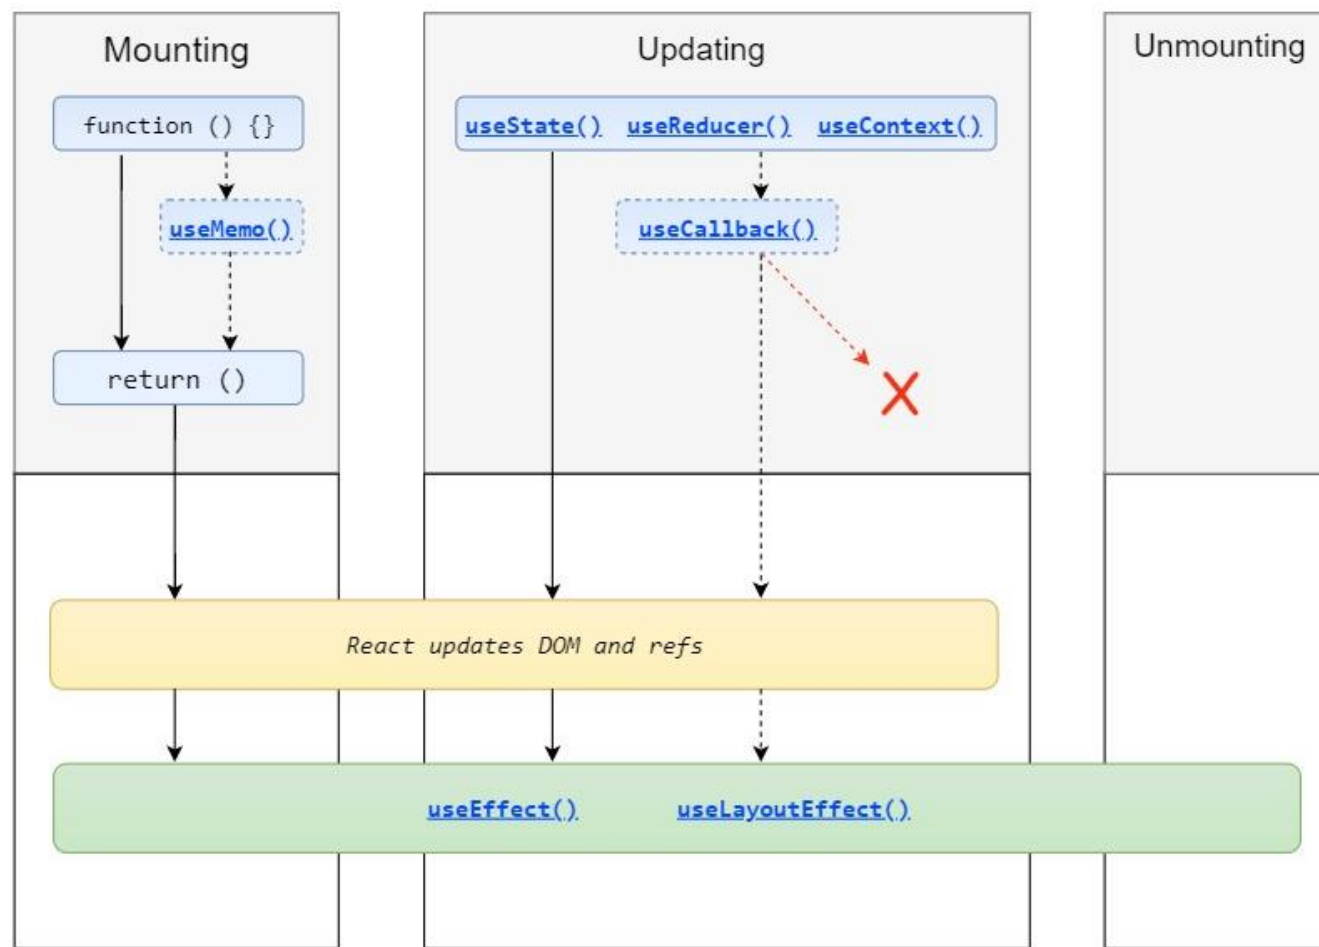 Mounting
function () {}
useMemo()
return ()
Updating
useState() useReducer() useContext()
useCallback()
Unmounting
React updates DOM and refs
useEffect() useLayoutEffect()